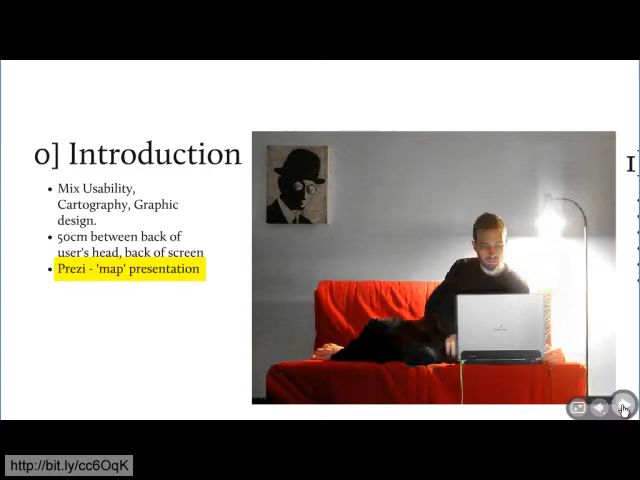 0] Introduction
• Mix Usability,
Cartography, Graphic
design.
• 50cm between back of
user's head, back of screen
• Prezi - 'map' presentation
1]
http://bit.ly/cc6OqK